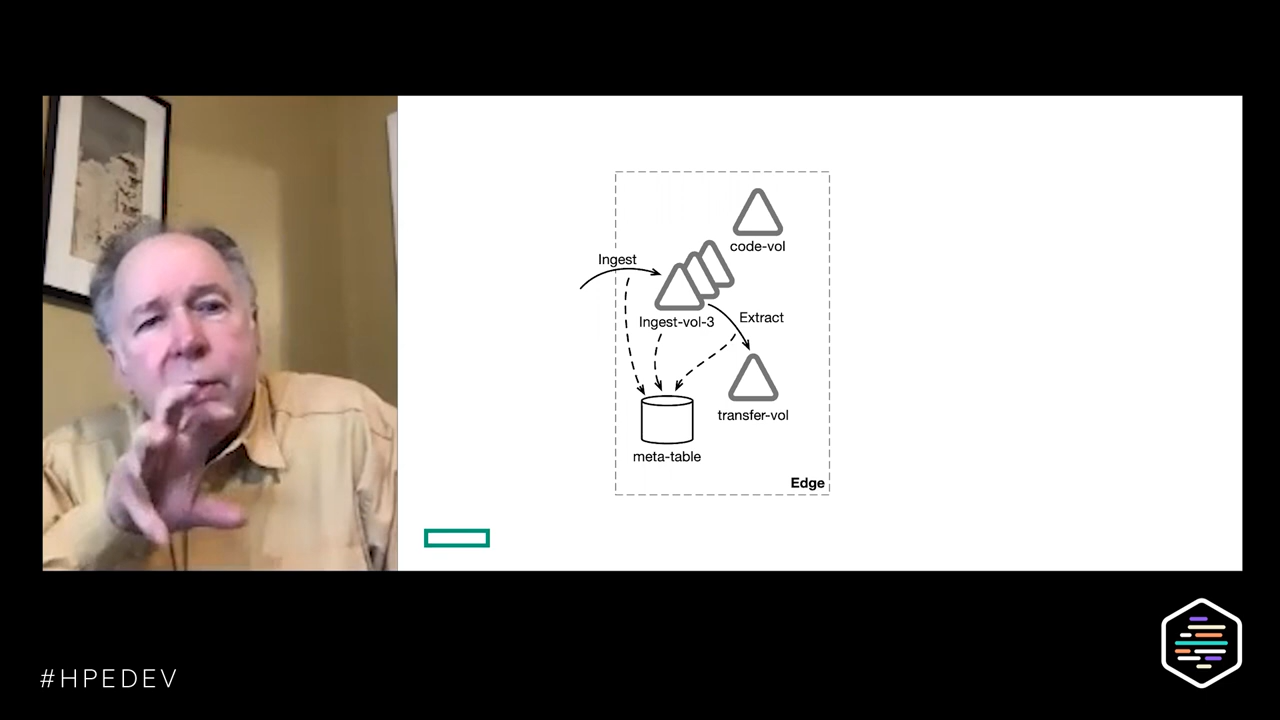 code-vol
Ingest
Ingest-vol-3
Extract
transfer-vol
meta-table
Edge
#HPEDEV